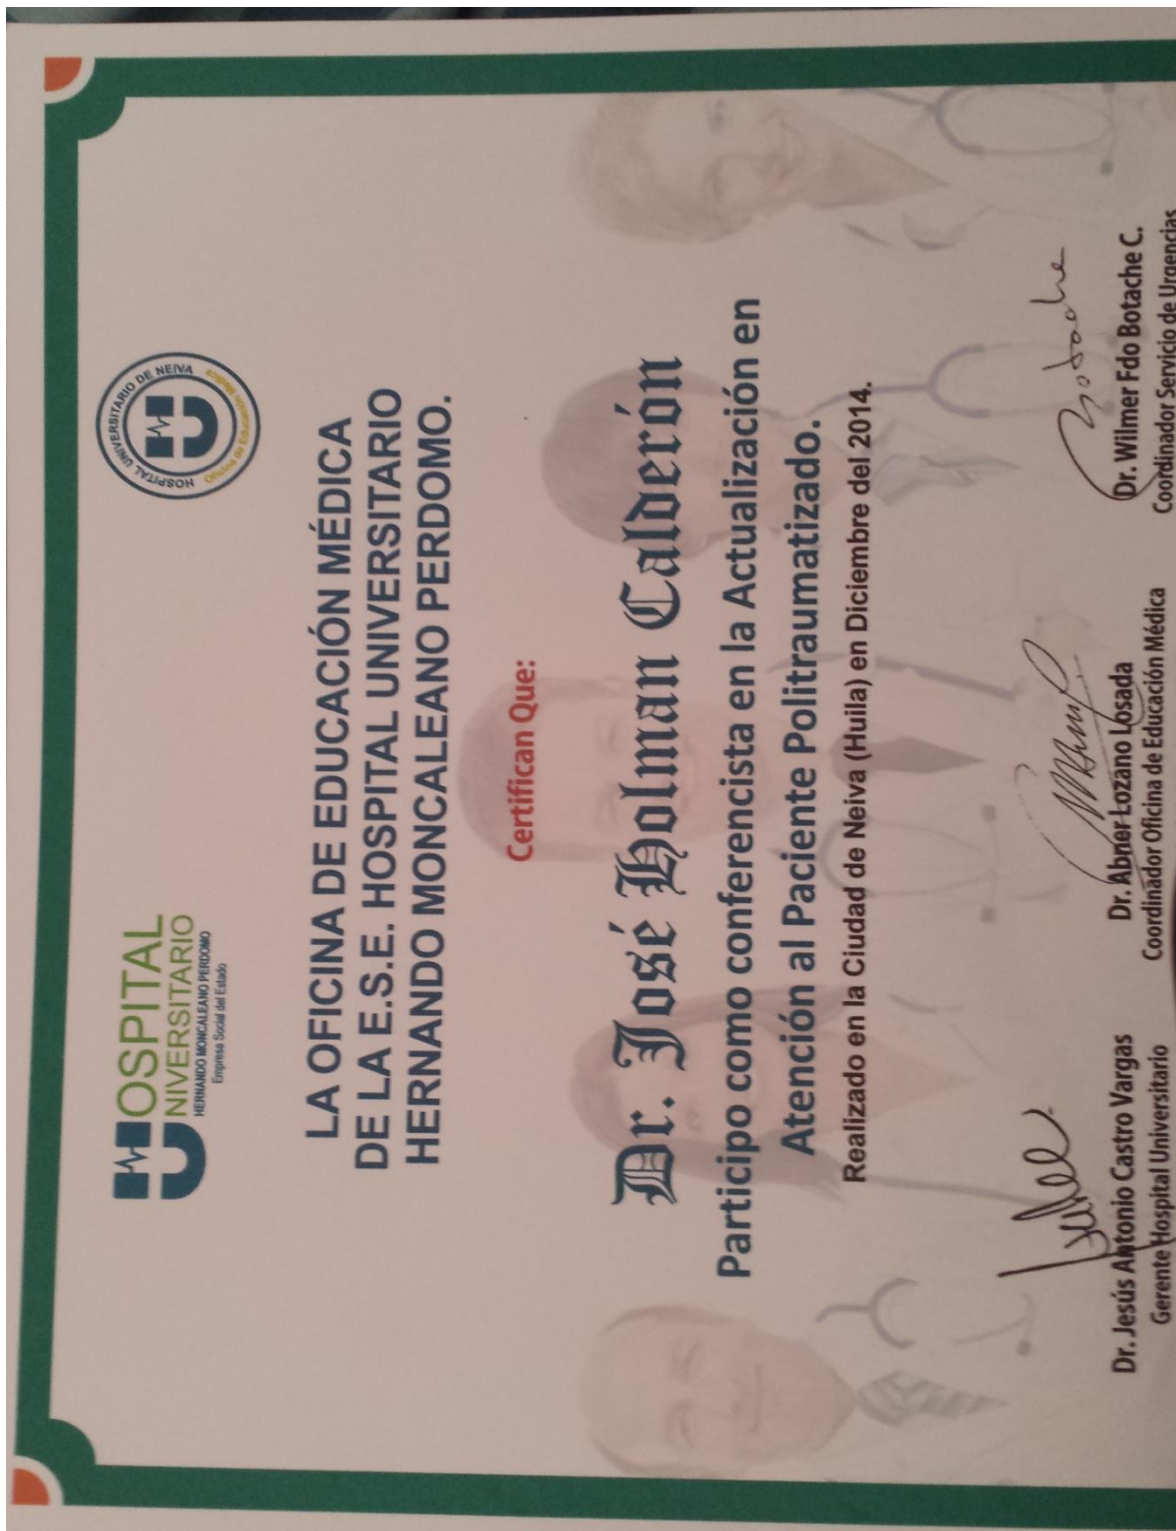 HOSPITAL
UNIVERSITARIO
HERNANDO MONCALEANO PERDOMO
Empresa Social del Estado
HOSPITAL UNIVERSITARIO DE NEIVA
Oficina de Educación Médica
LA OFICINA DE EDUCACIÓN MÉDICA
DE LA E.S.E. HOSPITAL UNIVERSITARIO
HERNANDO MONCALEANO PERDOMO.
Certifican Que:
Dr. José Holman Calderón
Participo como conferencista en la Actualización en
Atención al Paciente Politraumatizado.
Realizado en la Ciudad de Neiva (Huila) en Diciembre del 2014.
Botache
Dr. Jesús Antonio Castro Vargas
Gerente Hospital Universitario
Dr. Abner Lozano Losada
Coordinador Oficina de Educación Médica
Dr. Wilmer Fdo Botache C.
Coordinador Servicio de Urgencias